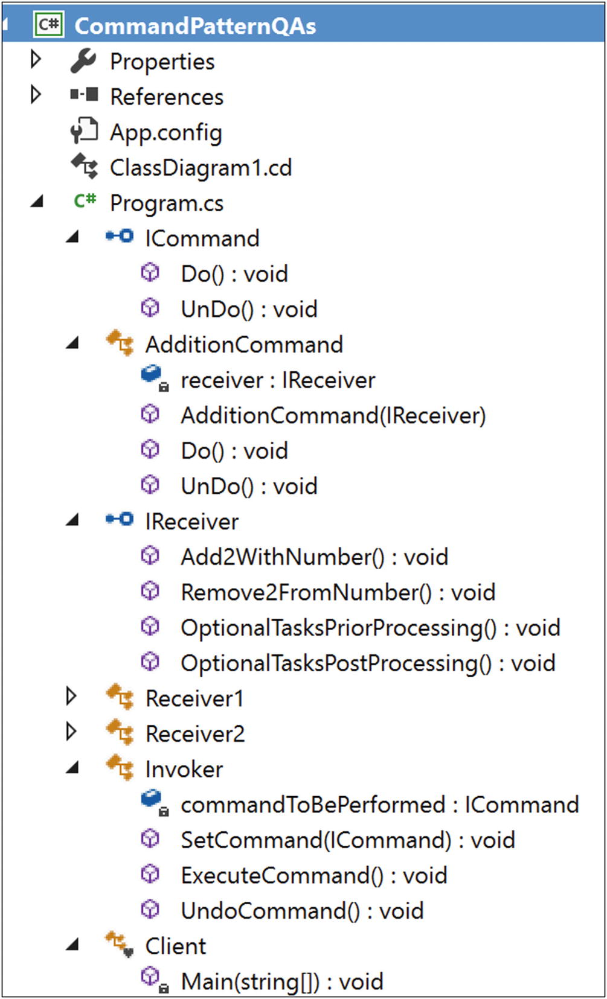 C# CommandPatternQAs
Properties
References
App.config
ClassDiagram1.cd
C# Program.cs
ICommand
Do() : void
UnDo() : void
AdditionCommand
receiver : IReceiver
AdditionCommand(IReceiver)
Do() : void
UnDo() : void
IReceiver
Add2WithNumber() : void
Remove2FromNumber() : void
OptionalTasksPriorProcessing() : void
OptionalTasksPostProcessing() : void
Receiver1
Receiver2
Invoker
commandToBePerformed : ICommand
SetCommand(ICommand) : void
ExecuteCommand() : void
UndoCommand() : void
Client
Main(string[]) : void